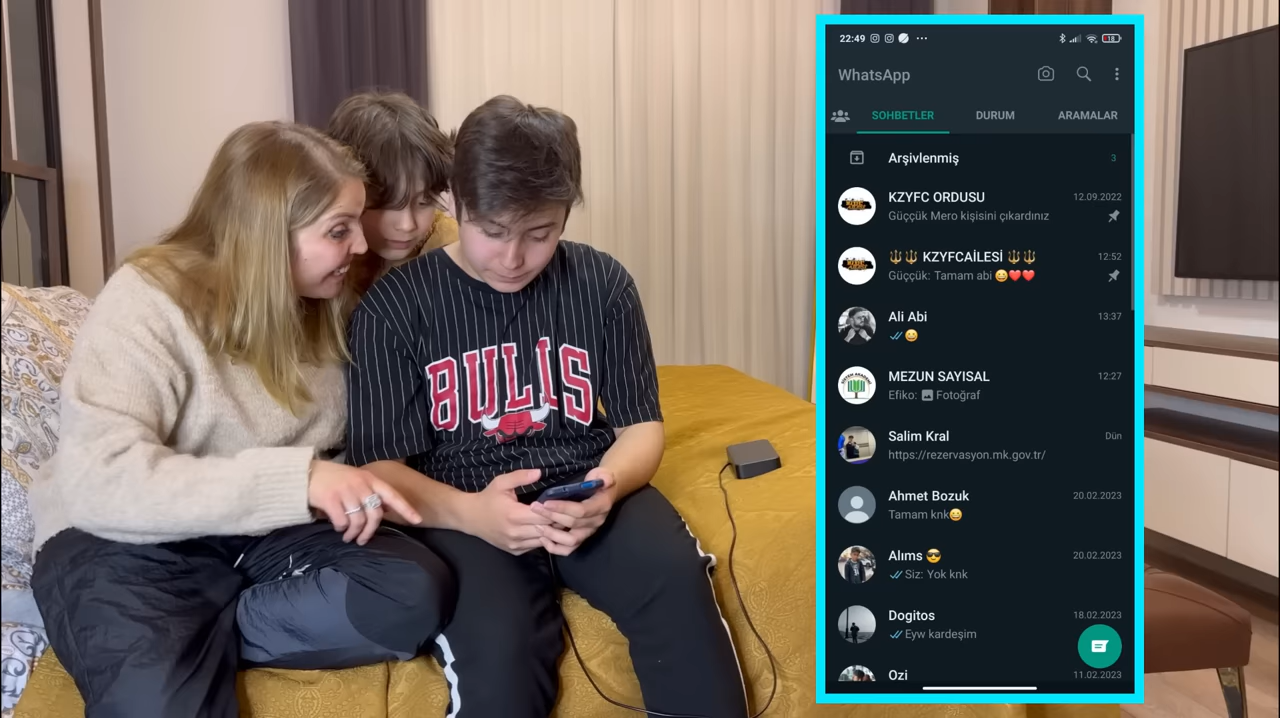 BULLS
22:49
18
WhatsApp
SOHBETLER DURUM ARAMALAR
Arşivlenmiş 3
KZYFC ORDUSU 12.09.2022
Güççük Mero kişisini çıkardınız
🔱🔱 KZYFCAİLESİ 🔱🔱 12:52
Güççük: Tamam abi 😄❤️❤️
Ali Abi 13:37
😄
MEZUN SAYISAL 12:27
Efiko: Fotoğraf
Salim Kral Dün
https://rezervasyon.mk.gov.tr/
Ahmet Bozuk 20.02.2023
Tamam knk😄
Alıms 😎 20.02.2023
Siz: Yok knk
Dogitos 18.02.2023
Eyw kardeşim
Ozi 11.02.2023